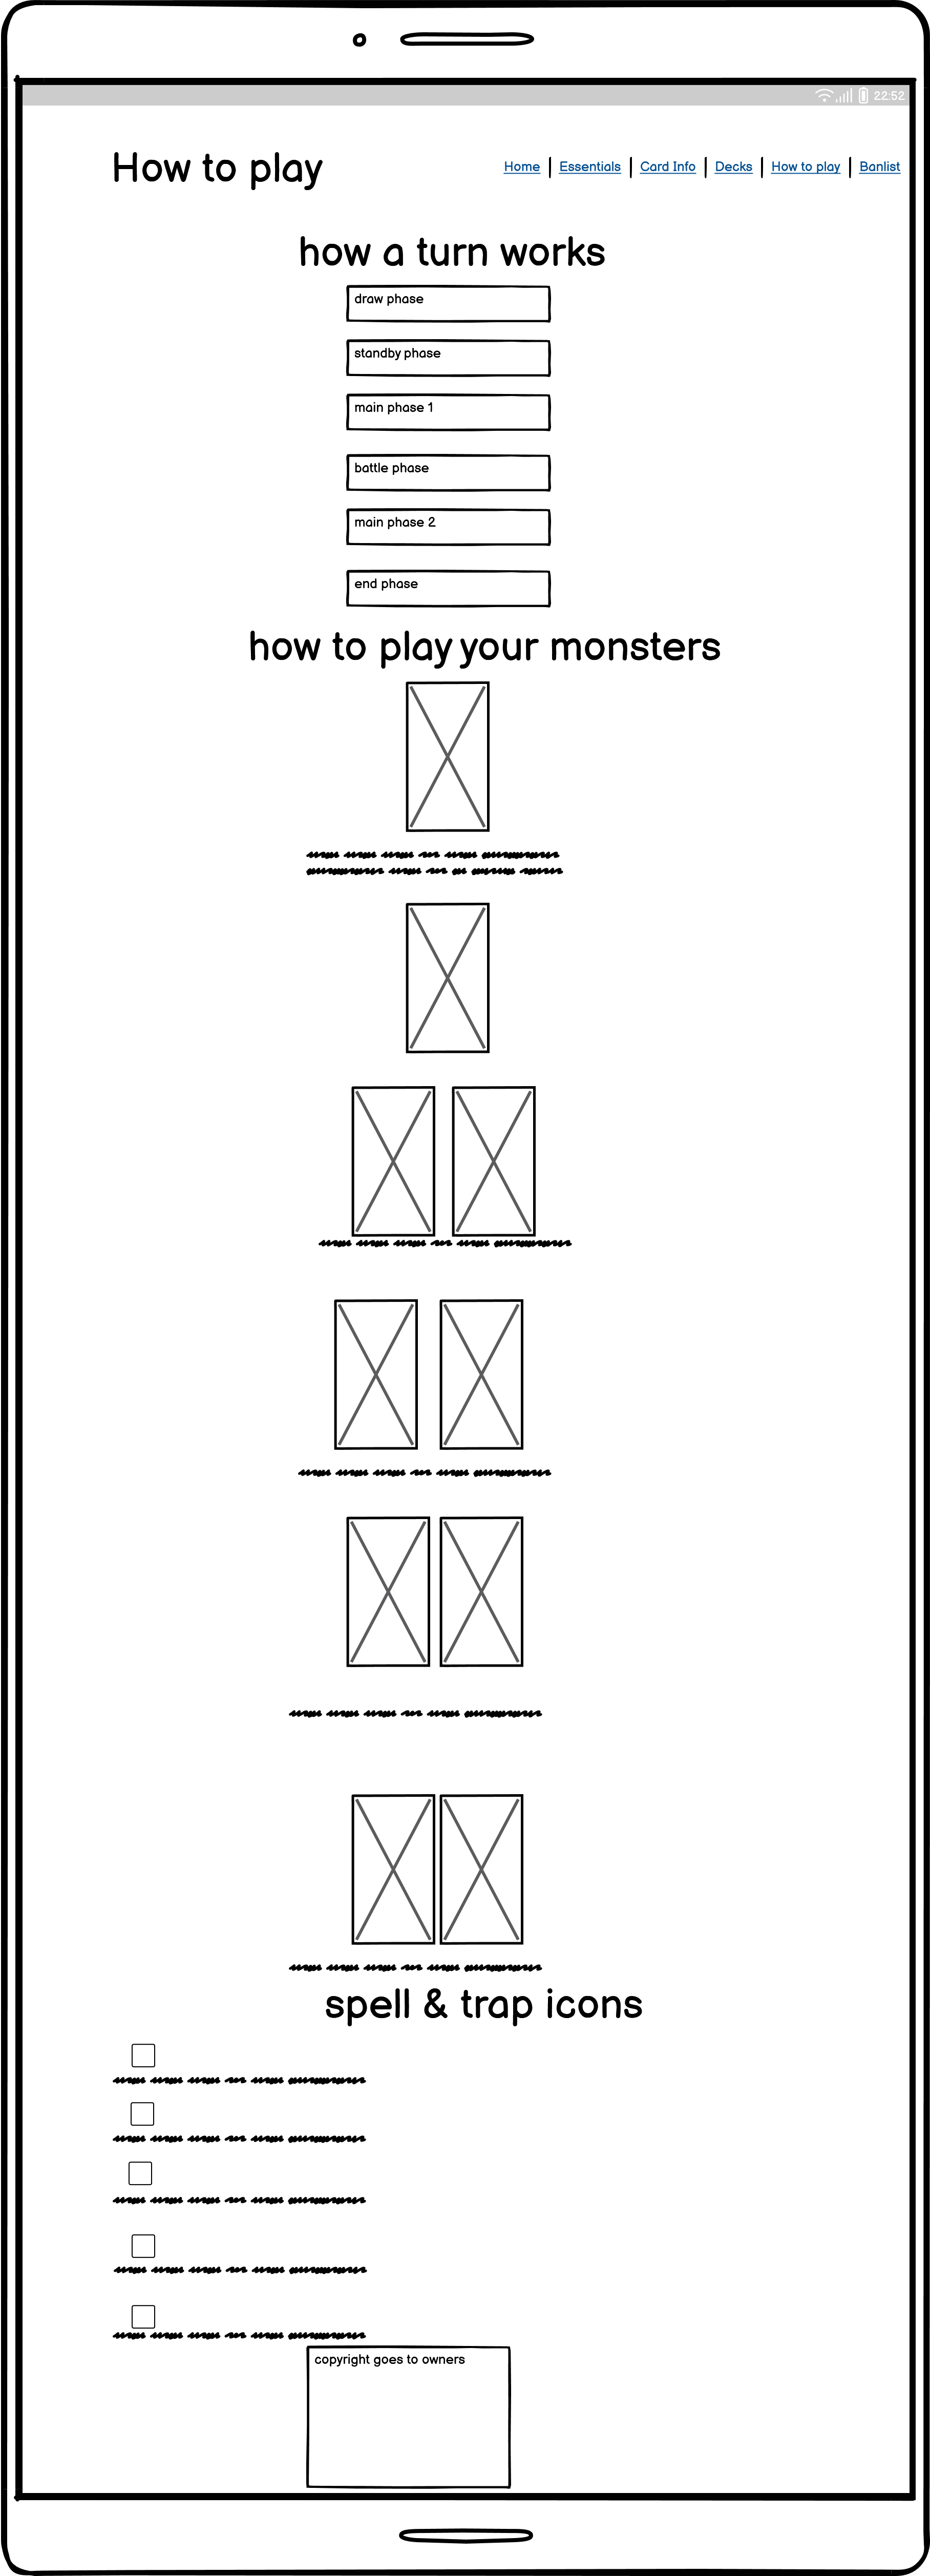 22:52
How to play
Home | Essentials | Card Info | Decks | How to play | Banlist
how a turn works
draw phase
standby phase
main phase 1
battle phase
main phase 2
end phase
how to play your monsters
spell & trap icons
copyright goes to owners